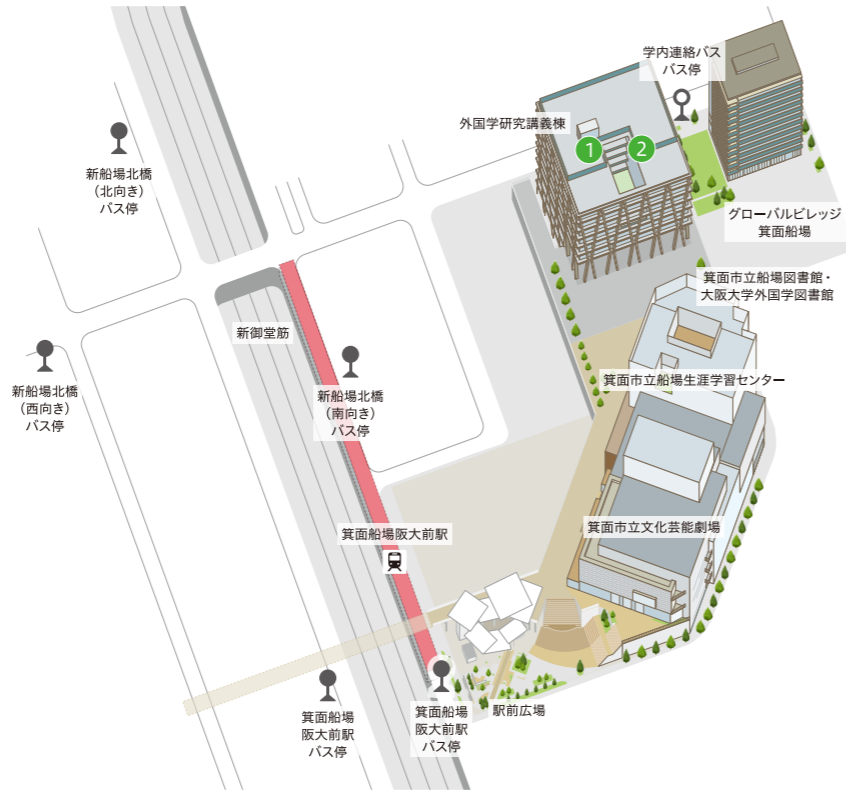 学内連絡バス
バス停
外国学研究講義棟
1
2
新船場北橋
（北向き）
バス停
グローバルビレッジ
箕面船場
箕面市立船場図書館・
大阪大学外国学図書館
新御堂筋
新船場北橋
（西向き）
バス停
新船場北橋
（南向き）
バス停
箕面市立船場生涯学習センター
箕面船場阪大前駅
箕面市立文化芸能劇場
箕面船場
阪大前駅
バス停
箕面船場
阪大前駅
バス停
駅前広場